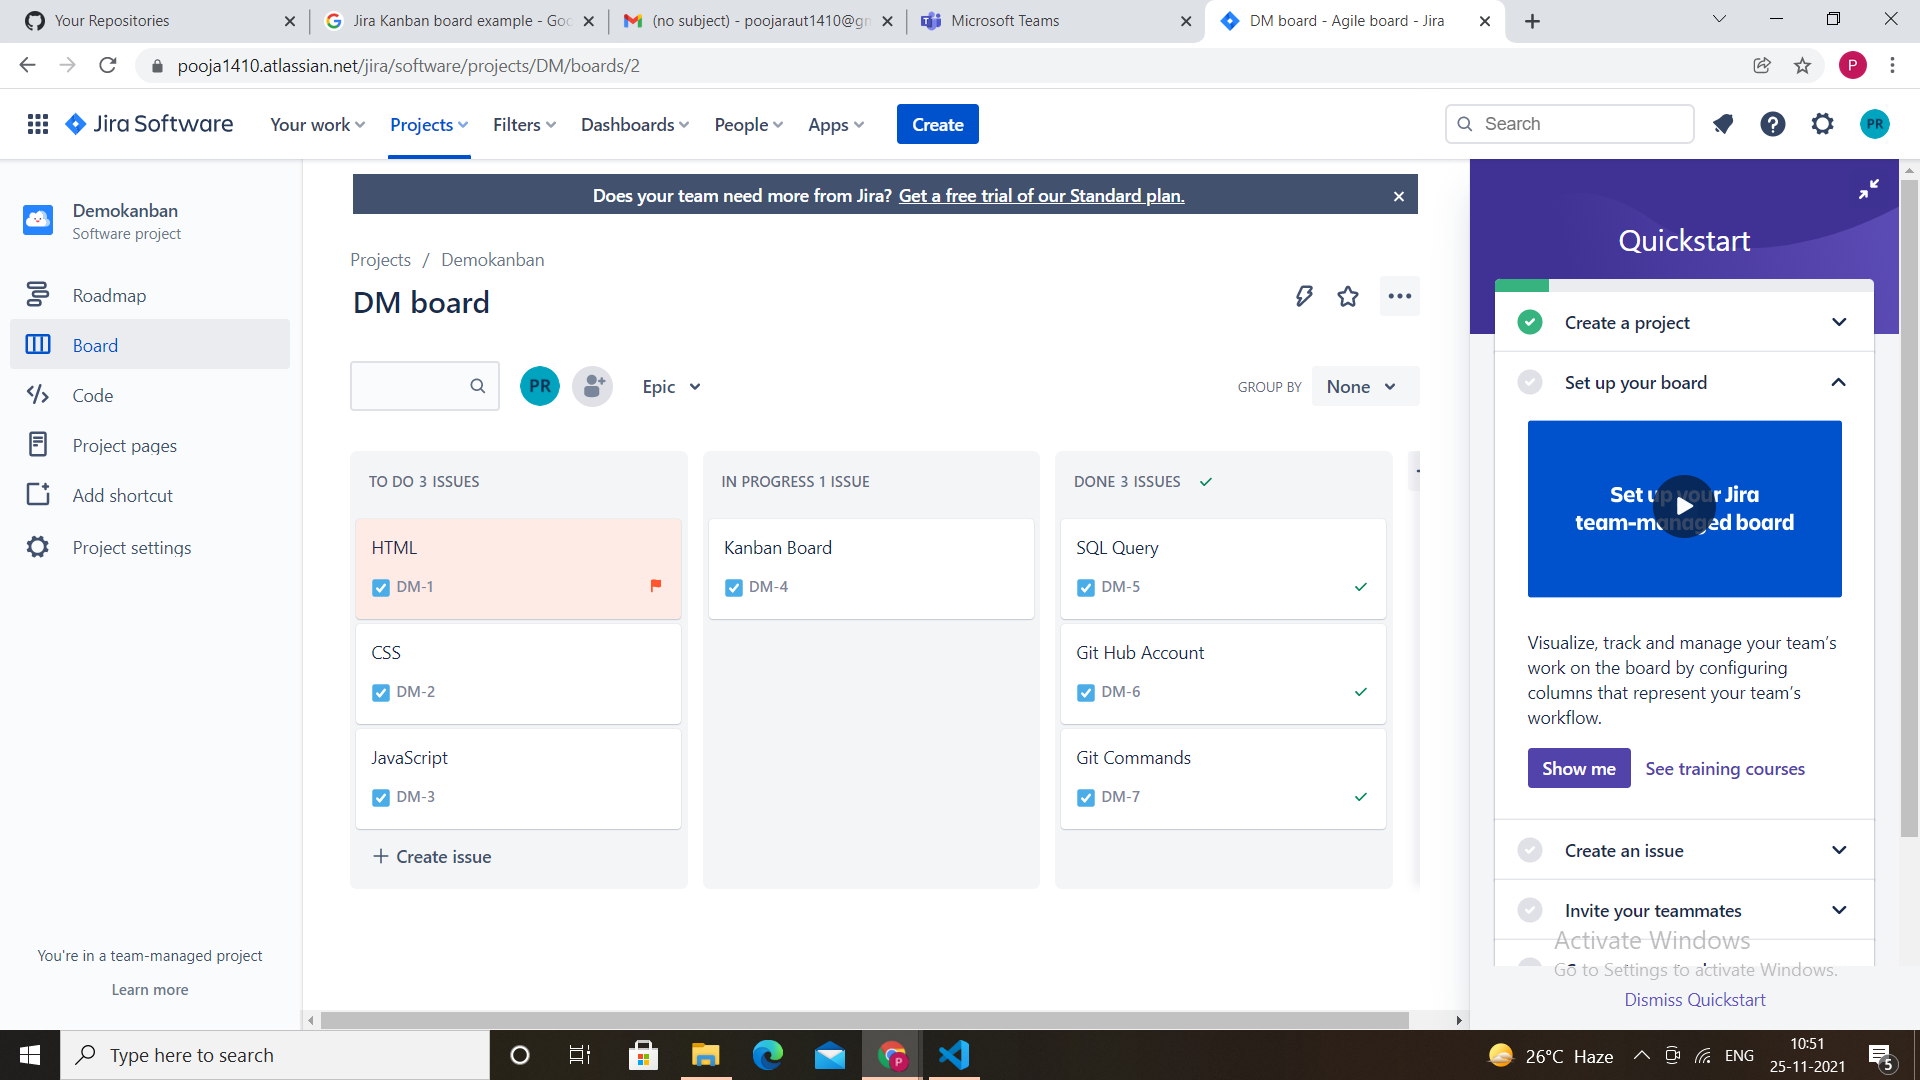 Your Repositories
Jira Kanban board example - Goo
(no subject) - poojaraut1410@gm
Microsoft Teams
DM board - Agile board - Jira
pooja1410.atlassian.net/jira/software/projects/DM/boards/2
P
Jira Software
Your work
Projects
Filters
Dashboards
People
Apps
Create
Search
PR
Demokanban
Software project
Roadmap
Board
Code
Project pages
Add shortcut
Project settings
You're in a team-managed project
Learn more
Does your team need more from Jira? Get a free trial of our Standard plan.
Projects / Demokanban
DM board
PR
Epic
GROUP BY
None
TO DO 3 ISSUES
HTML
DM-1
CSS
DM-2
JavaScript
DM-3
+ Create issue
IN PROGRESS 1 ISSUE
Kanban Board
DM-4
DONE 3 ISSUES
SQL Query
DM-5
Git Hub Account
DM-6
Git Commands
DM-7
Quickstart
Create a project
Set up your board
Set up your Jira
team-managed board
Visualize, track and manage your team's
work on the board by configuring
columns that represent your team's
workflow.
Show me
See training courses
Create an issue
Invite your teammates
Activate Windows
Go to Settings to activate Windows.
Dismiss Quickstart
Type here to search
P
26°C Haze
ENG
10:51
25-11-2021
5